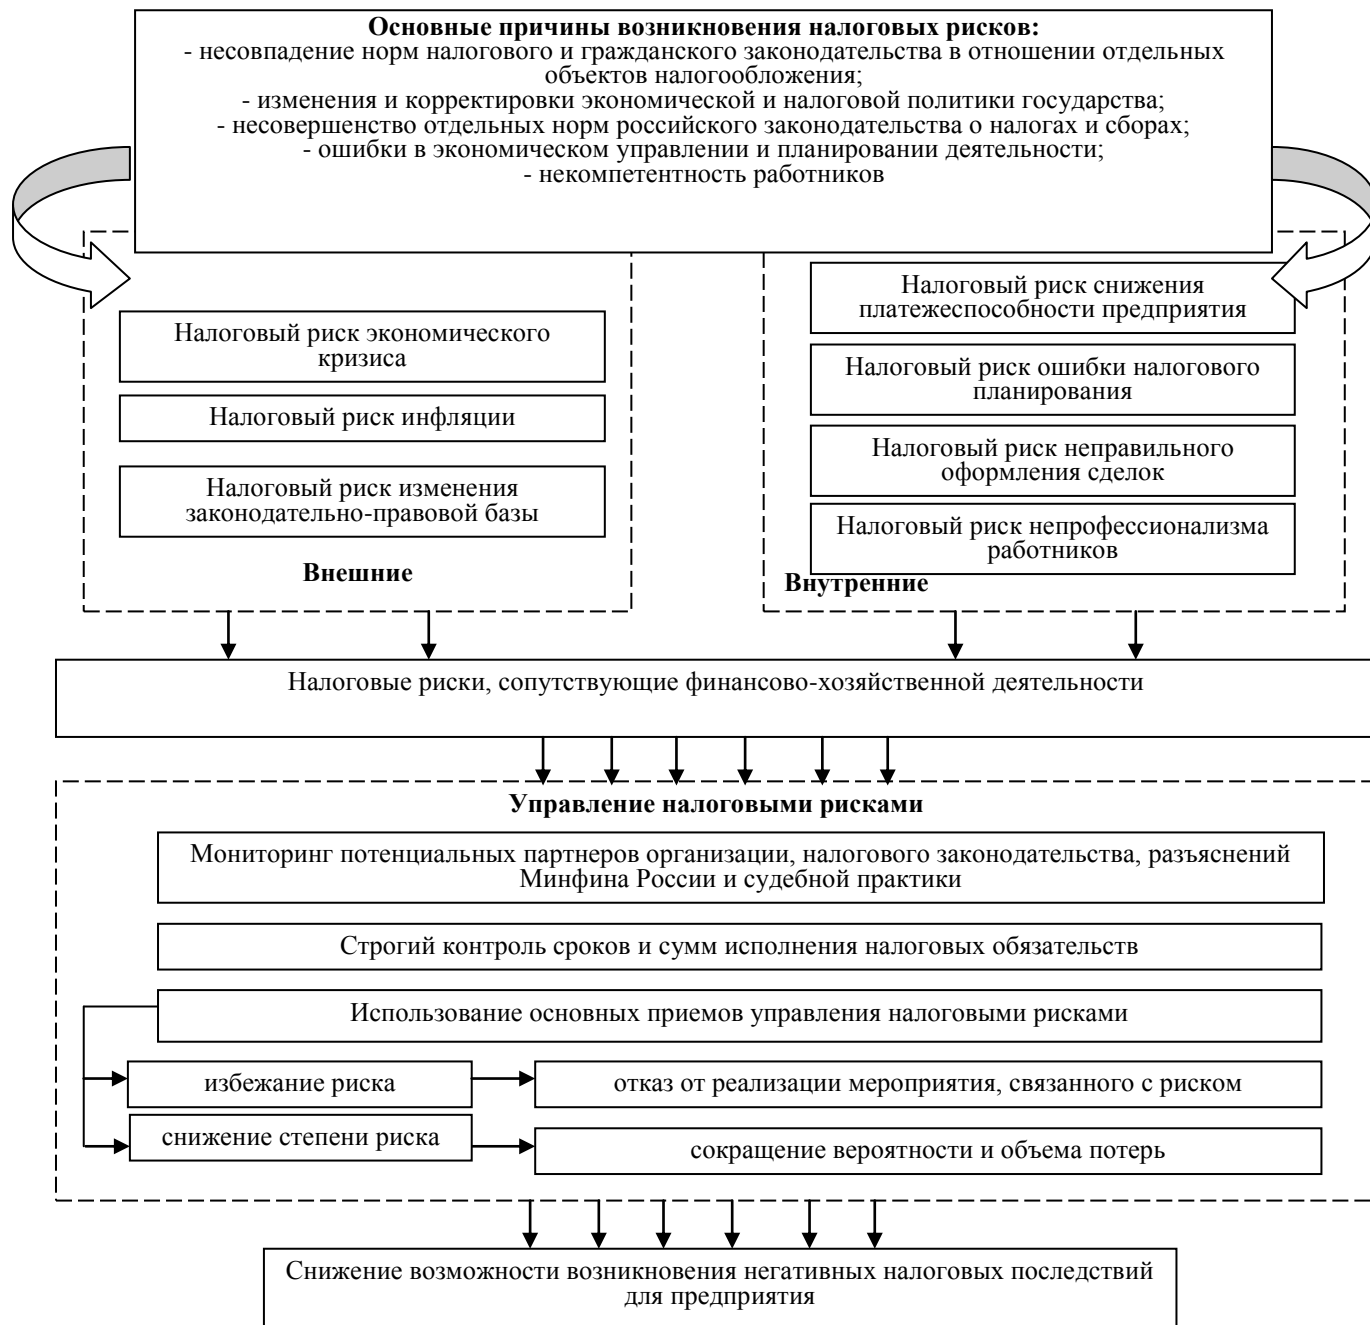 Основные причины возникновения налоговых рисков:
- несовпадение норм налогового и гражданского законодательства в отношении отдельных
объектов налогообложения;
- изменения и корректировки экономической и налоговой политики государства;
- несовершенство отдельных норм российского законодательства о налогах и сборах;
- ошибки в экономическом управлении и планировании деятельности;
- некомпетентность работников
Налоговый риск экономического
кризиса
Налоговый риск инфляции
Налоговый риск изменения
законодательно-правовой базы
Внешние
Налоговый риск снижения
платежеспособности предприятия
Налоговый риск ошибки налогового
планирования
Налоговый риск неправильного
оформления сделок
Налоговый риск непрофессионализма
работников
Внутренние
Налоговые риски, сопутствующие финансово-хозяйственной деятельности
Управление налоговыми рисками
Мониторинг потенциальных партнеров организации, налогового законодательства, разъяснений
Минфина России и судебной практики
Строгий контроль сроков и сумм исполнения налоговых обязательств
Использование основных приемов управления налоговыми рисками
избежание риска
отказ от реализации мероприятия, связанного с риском
снижение степени риска
сокращение вероятности и объема потерь
Снижение возможности возникновения негативных налоговых последствий
для предприятия